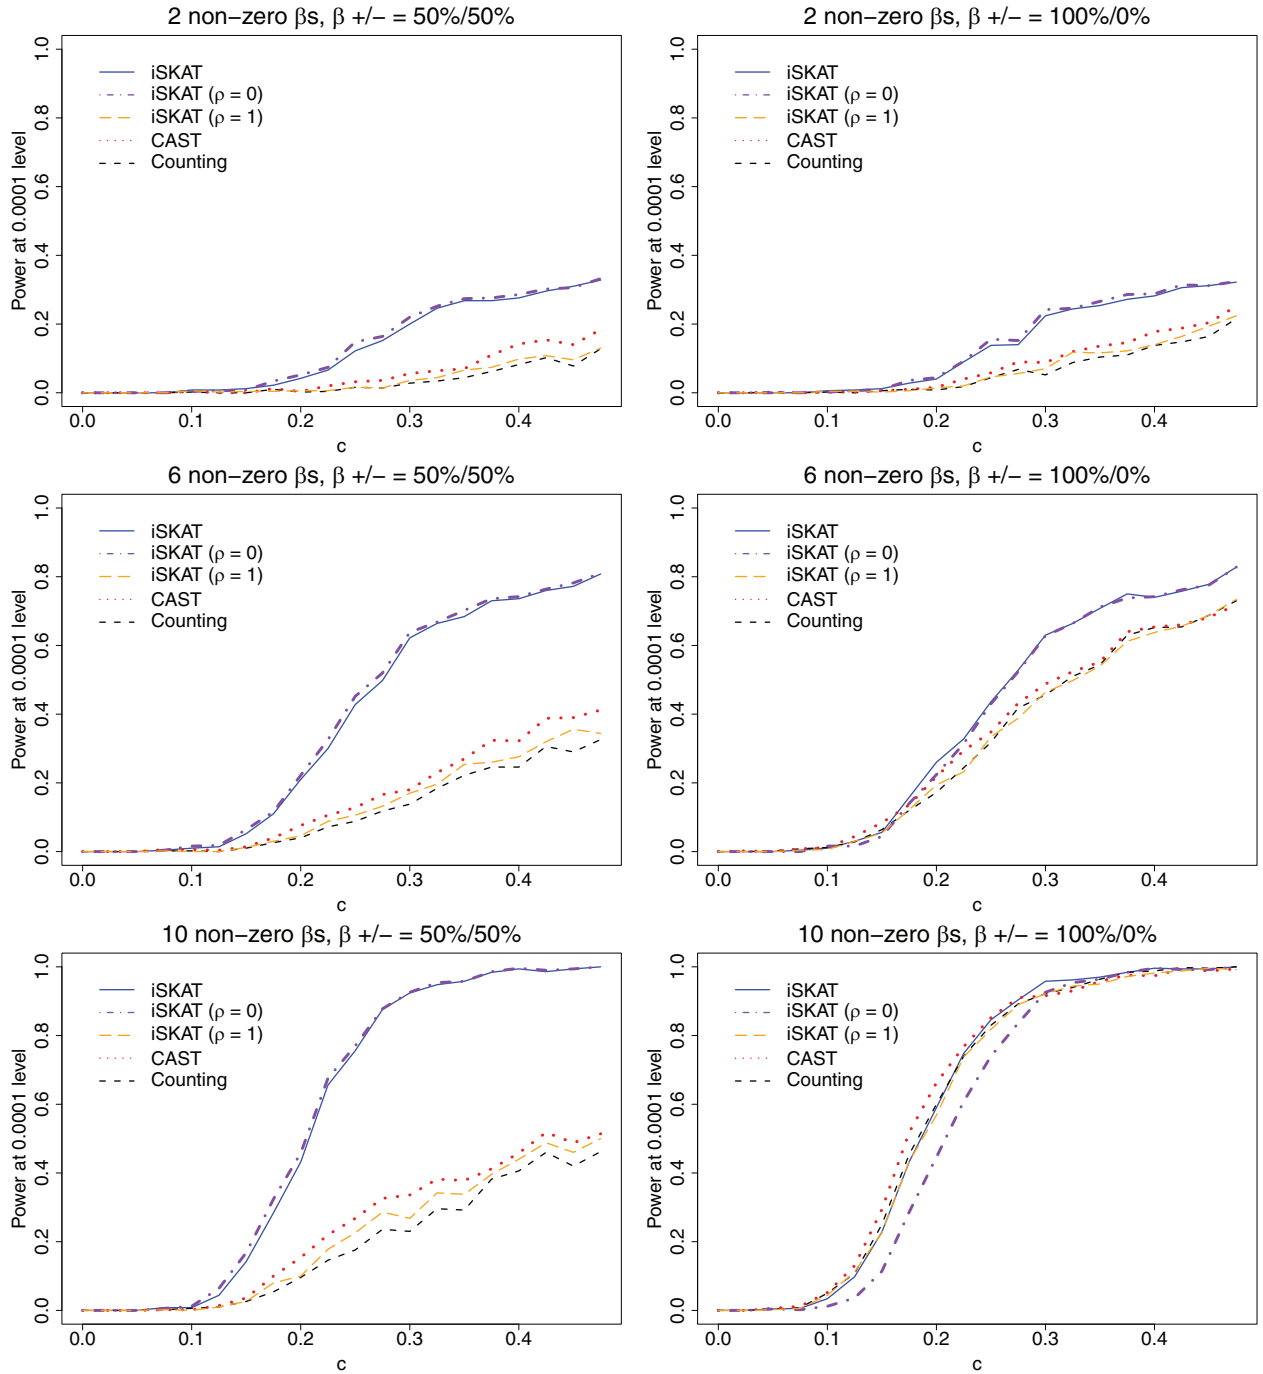 2 non−zero βs, β +/− = 50%/50%
Power at 0.0001 level
1.0
0.8
0.6
0.4
0.2
0.0
iSKAT
iSKAT (ρ = 0)
iSKAT (ρ = 1)
CAST
Counting
0.0 0.1 0.2 0.3 0.4
c
2 non−zero βs, β +/− = 100%/0%
Power at 0.0001 level
1.0
0.8
0.6
0.4
0.2
0.0
iSKAT
iSKAT (ρ = 0)
iSKAT (ρ = 1)
CAST
Counting
0.0 0.1 0.2 0.3 0.4
c
6 non−zero βs, β +/− = 50%/50%
Power at 0.0001 level
1.0
0.8
0.6
0.4
0.2
0.0
iSKAT
iSKAT (ρ = 0)
iSKAT (ρ = 1)
CAST
Counting
0.0 0.1 0.2 0.3 0.4
c
6 non−zero βs, β +/− = 100%/0%
Power at 0.0001 level
1.0
0.8
0.6
0.4
0.2
0.0
iSKAT
iSKAT (ρ = 0)
iSKAT (ρ = 1)
CAST
Counting
0.0 0.1 0.2 0.3 0.4
c
10 non−zero βs, β +/− = 50%/50%
Power at 0.0001 level
1.0
0.8
0.6
0.4
0.2
0.0
iSKAT
iSKAT (ρ = 0)
iSKAT (ρ = 1)
CAST
Counting
0.0 0.1 0.2 0.3 0.4
c
10 non−zero βs, β +/− = 100%/0%
Power at 0.0001 level
1.0
0.8
0.6
0.4
0.2
0.0
iSKAT
iSKAT (ρ = 0)
iSKAT (ρ = 1)
CAST
Counting
0.0 0.1 0.2 0.3 0.4
c